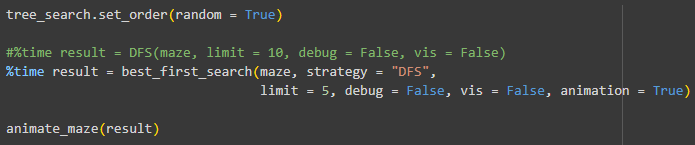 tree_search.set_order(random = True)
#%time result = DFS(maze, limit = 10, debug = False, vis = False)
%time result = best_first_search(maze, strategy = "DFS",
limit = 5, debug = False, vis = False, animation = True)
animate_maze(result)